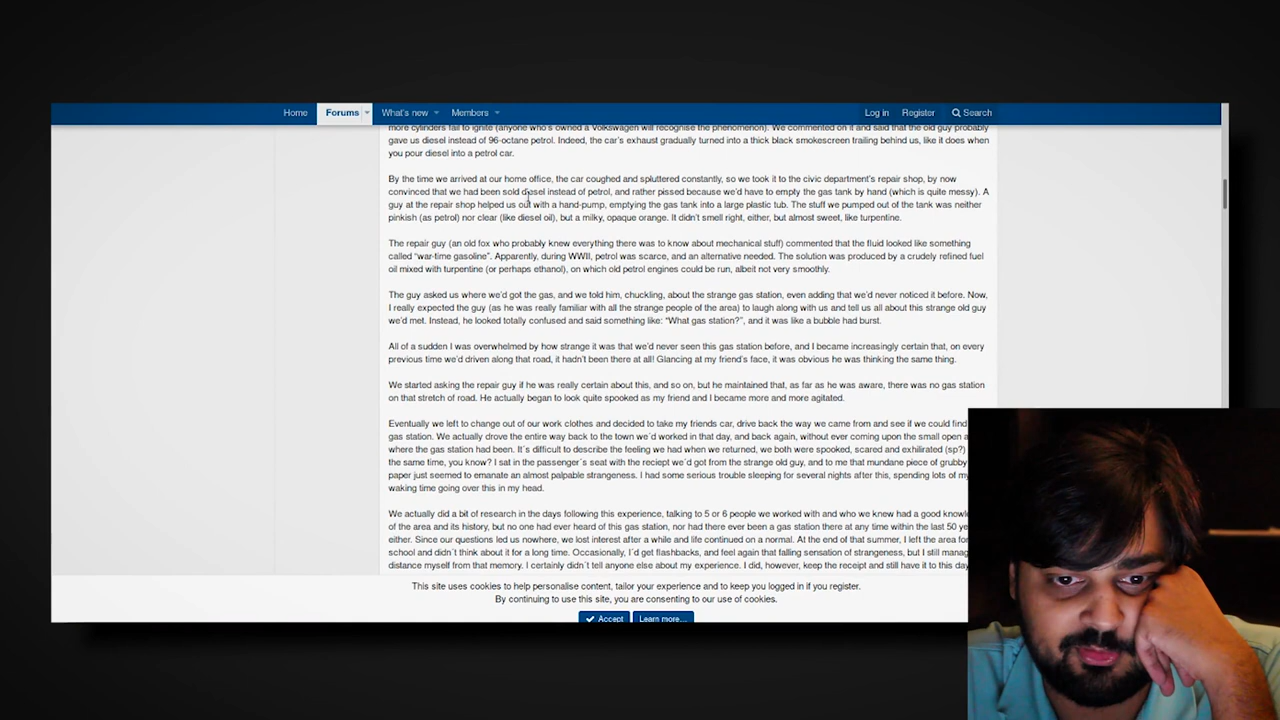 Home Forums What's new Members Log in Register Search
more cylinders fail to ignite (anyone who's owned a Volkswagen will recognise the phenomenon). We commented on it and said that the old guy probably
gave us diesel instead of 96-octane petrol. Indeed, the car's exhaust gradually turned into a thick black smokescreen trailing behind us, like it does when
you pour diesel into a petrol car.
By the time we arrived at our home office, the car coughed and spluttered constantly, so we took it to the civic department's repair shop, by now
convinced that we had been sold diesel instead of petrol, and rather pissed because we'd have to empty the gas tank by hand (which is quite messy). A
guy at the repair shop helped us out with a hand-pump, emptying the gas tank into a large plastic tub. The stuff we pumped out of the tank was neither
pinkish (as petrol) nor clear (like diesel oil), but a milky, opaque orange. It didn't smell right, either, but almost sweet, like turpentine.
The repair guy (an old fox who probably knew everything there was to know about mechanical stuff) commented that the fluid looked like something
called "war-time gasoline". Apparently, during WWII, petrol was scarce, and an alternative needed. The solution was produced by a crudely refined fuel
oil mixed with turpentine (or perhaps ethanol), on which old petrol engines could be run, albeit not very smoothly.
The guy asked us where we'd got the gas, and we told him, chuckling, about the strange gas station, even adding that we'd never noticed it before. Now,
I really expected the guy (as he was really familiar with all the strange people of the area) to laugh along with us and tell us all about this strange old guy
we'd met. Instead, he looked totally confused and said something like: "What gas station?", and it was like a bubble had burst.
All of a sudden I was overwhelmed by how strange it was that we'd never seen this gas station before, and I became increasingly certain that, on every
previous time we'd driven along that road, it hadn't been there at all! Glancing at my friend's face, it was obvious he was thinking the same thing.
We started asking the repair guy if he was really certain about this, and so on, but he maintained that, as far as he was aware, there was no gas station
on that stretch of road. He actually began to look quite spooked as my friend and I became more and more agitated.
Eventually we left to change out of our work clothes and decided to take my friends car, drive back the way we came from and see if we could find
gas station. We actually drove the entire way back to the town we´d worked in that day, and back again, without ever coming upon the small open
where the gas station had been. It´s difficult to describe the feeling we had when we returned, we both were spooked, scared and exhilirated (sp?)
the same time, you know? I sat in the passenger´s seat with the reciept we´d got from the strange old guy, and to me that mundane piece of grubby
paper just seemed to emanate an almost palpable strangeness. I had some serious trouble sleeping for several nights after this, spending lots of my
waking time going over this in my head.
We actually did a bit of research in the days following this experience, talking to 5 or 6 people we worked with and who we knew had a good
of the area and its history, but no one had ever heard of this gas station, nor had there ever been a gas station there at any time within the last 50
either. Since our questions led us nowhere, we lost interest after a while and life continued on a normal. At the end of that summer, I left the area for
school and didn´t think about it for a long time. Occasionally, I´d get flashbacks, and feel again that falling sensation of strangeness, but I still
distance myself from that memory. I certainly didn´t tell anyone else about my experience. I did, however, keep the receipt and still have it to this day
This site uses cookies to help personalise content, tailor your experience and to keep you logged in if you register.
By continuing to use this site, you are consenting to our use of cookies.
Accept Learn more...